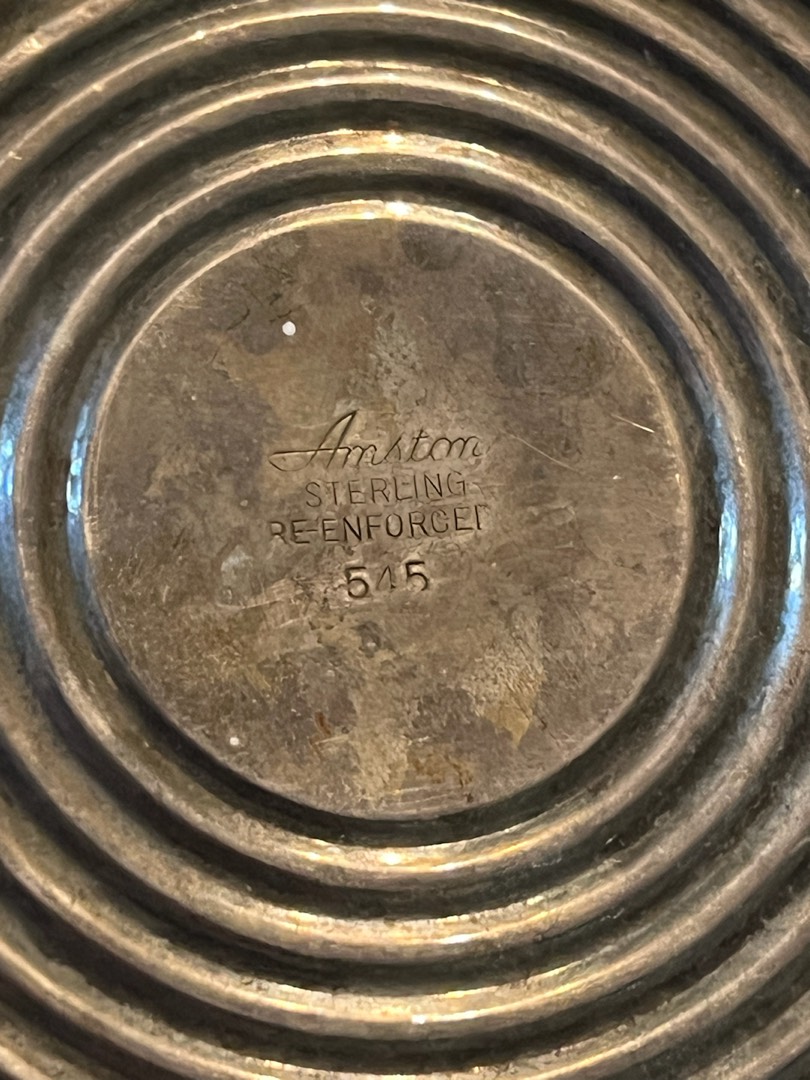 Amston
STERLING
RE-ENFORCED
545